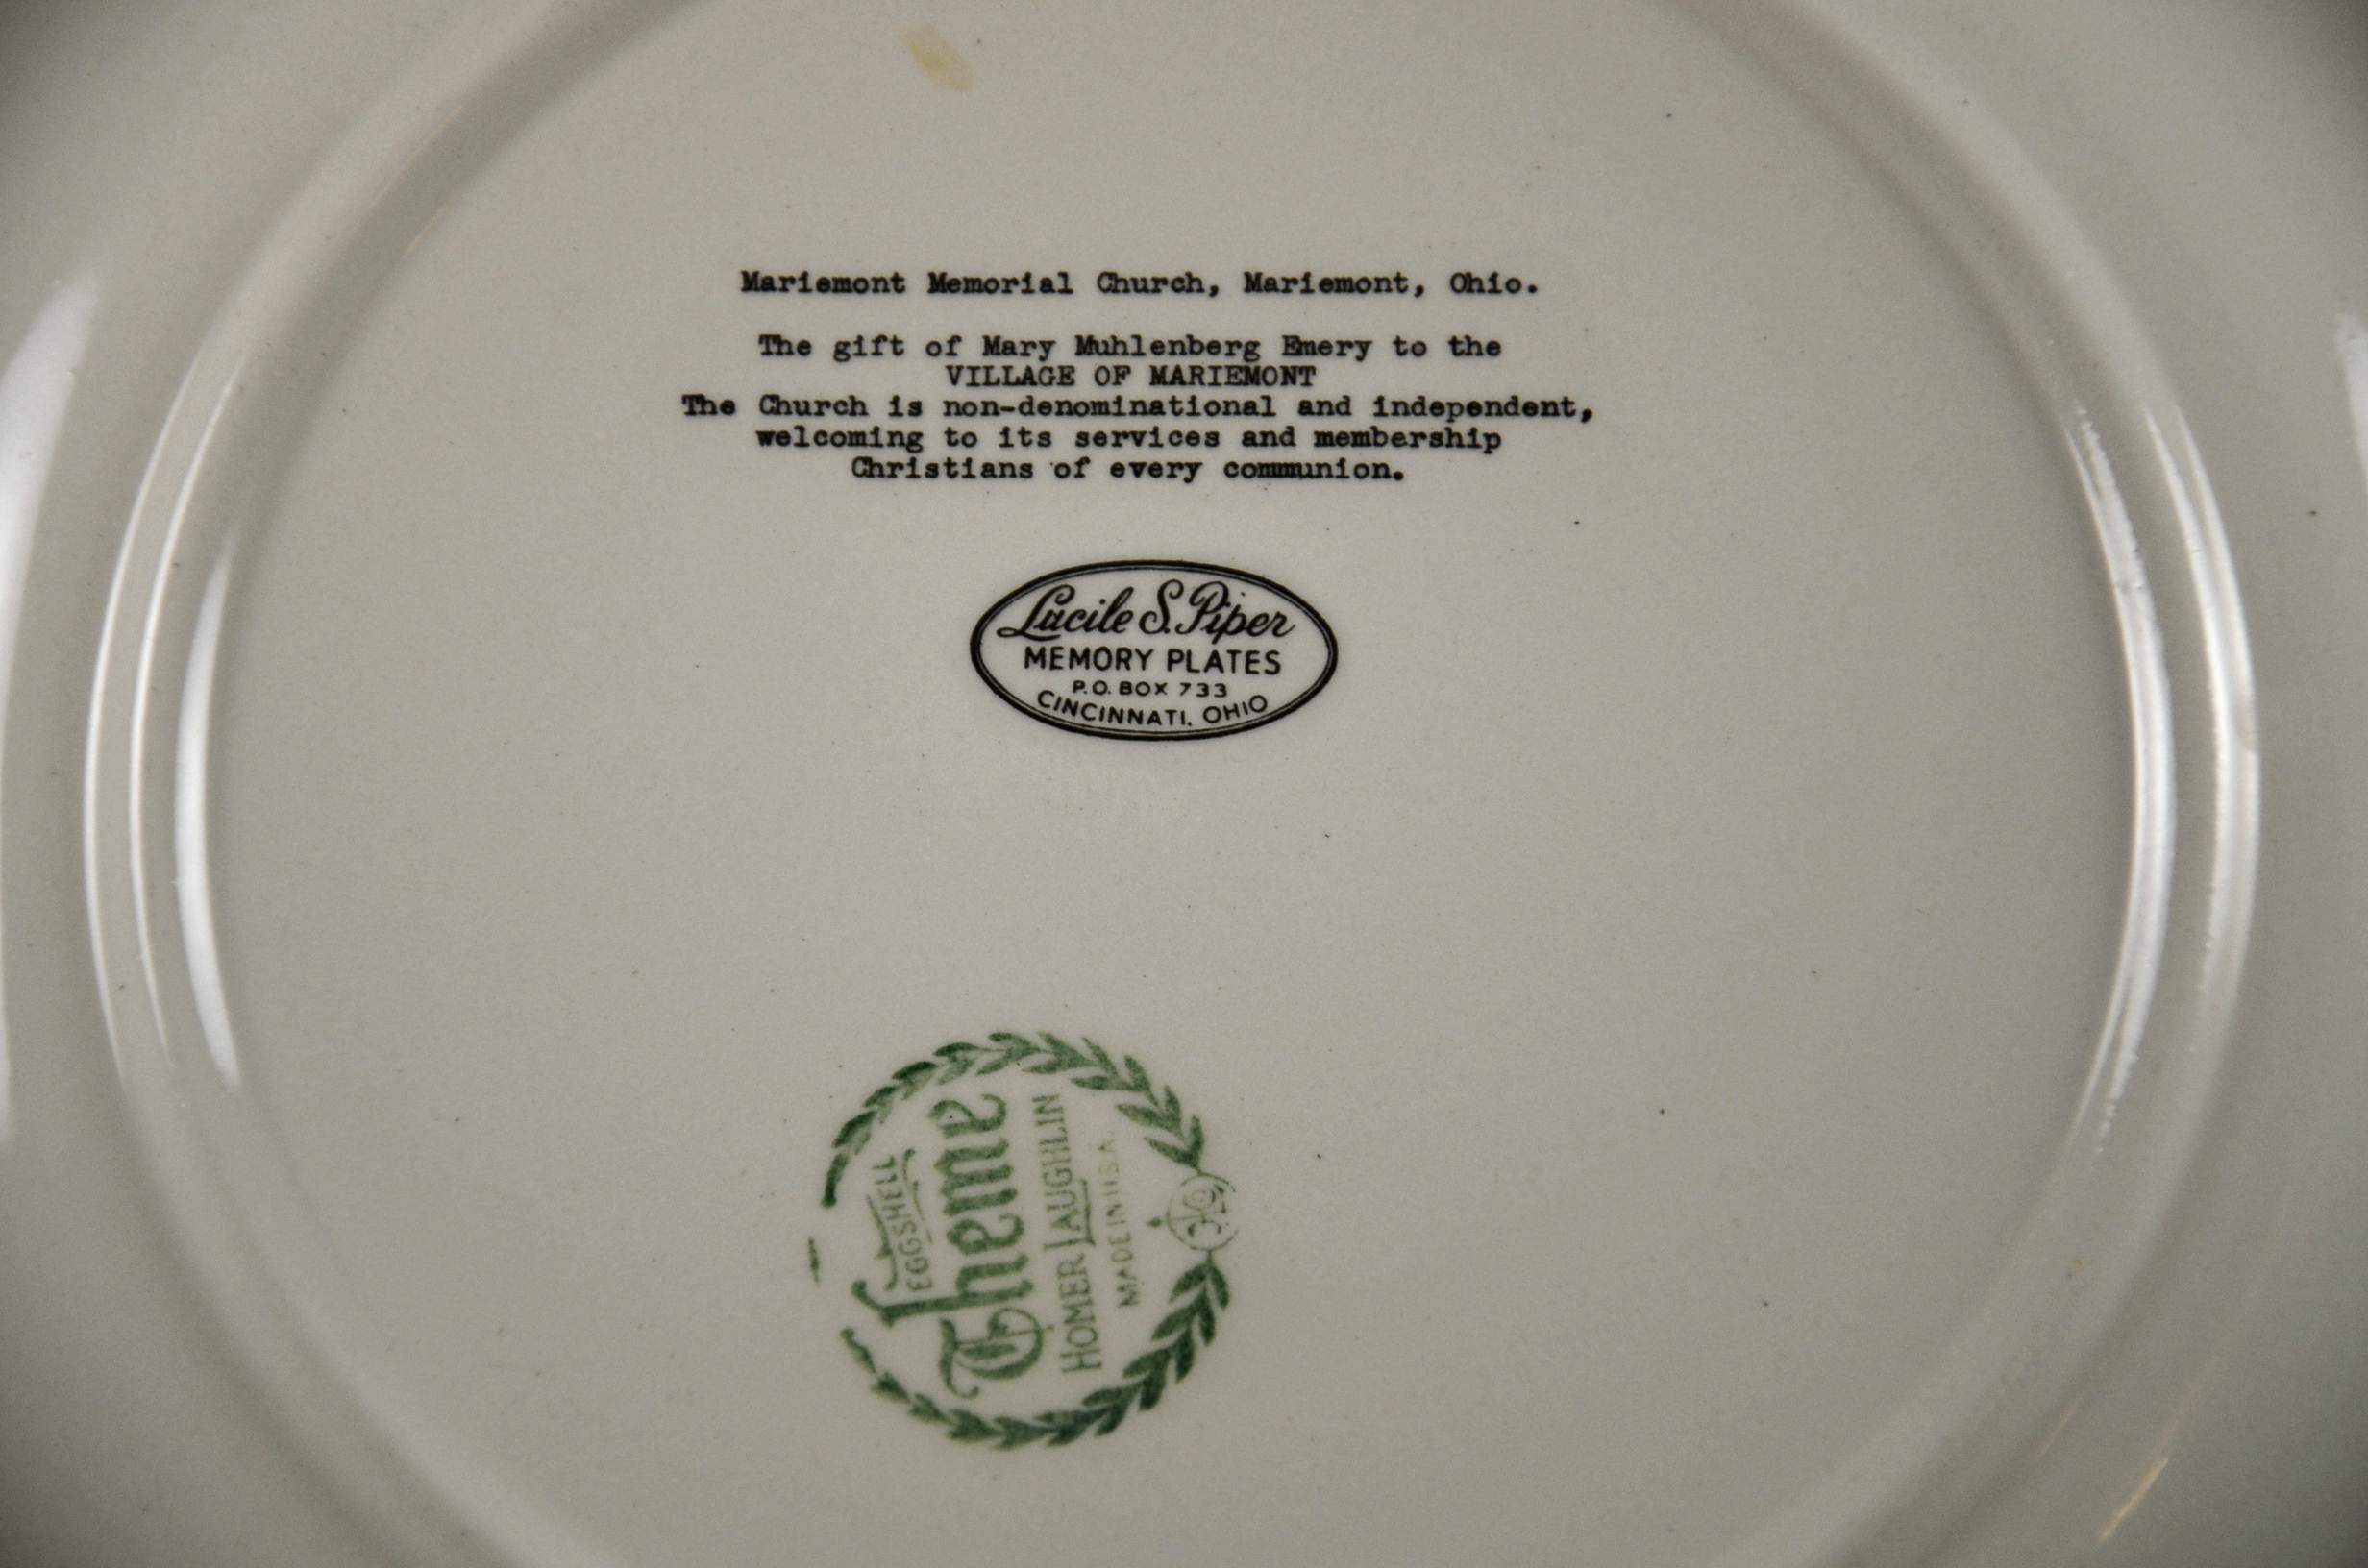 Mariemont Memorial Church, Mariemont, Ohio.
The gift of Mary Muhlenberg Emery to the
VILLAGE OF MARIEMONT
The Church is non-denominational and independent,
welcoming to its services and membership
Christians of every communion.
Lucile S. Piper
MEMORY PLATES
P.O. BOX 733
CINCINNATI, OHIO
EGGSHELL
Georgian
HOMER LAUGHLIN
MADE IN U.S.A.